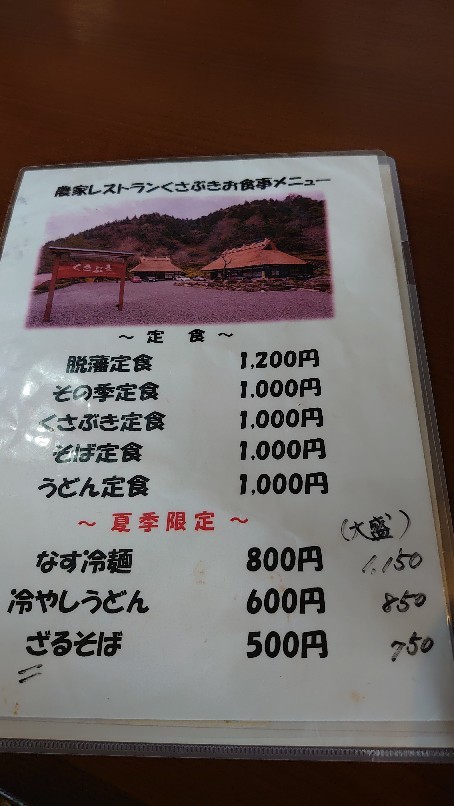 農家レストランくさぶきお食事メニュー
くさぶき
～ 定 食 ～
脱藩定食 1,200円
その季定食 1,000円
くさぶき定食 1,000円
そば定食 1,000円
うどん定食 1,000円
～ 夏季限定 ～ (大盛)
なす冷麺 800円 1,150
冷やしうどん 600円 850
ざるそば 500円 750